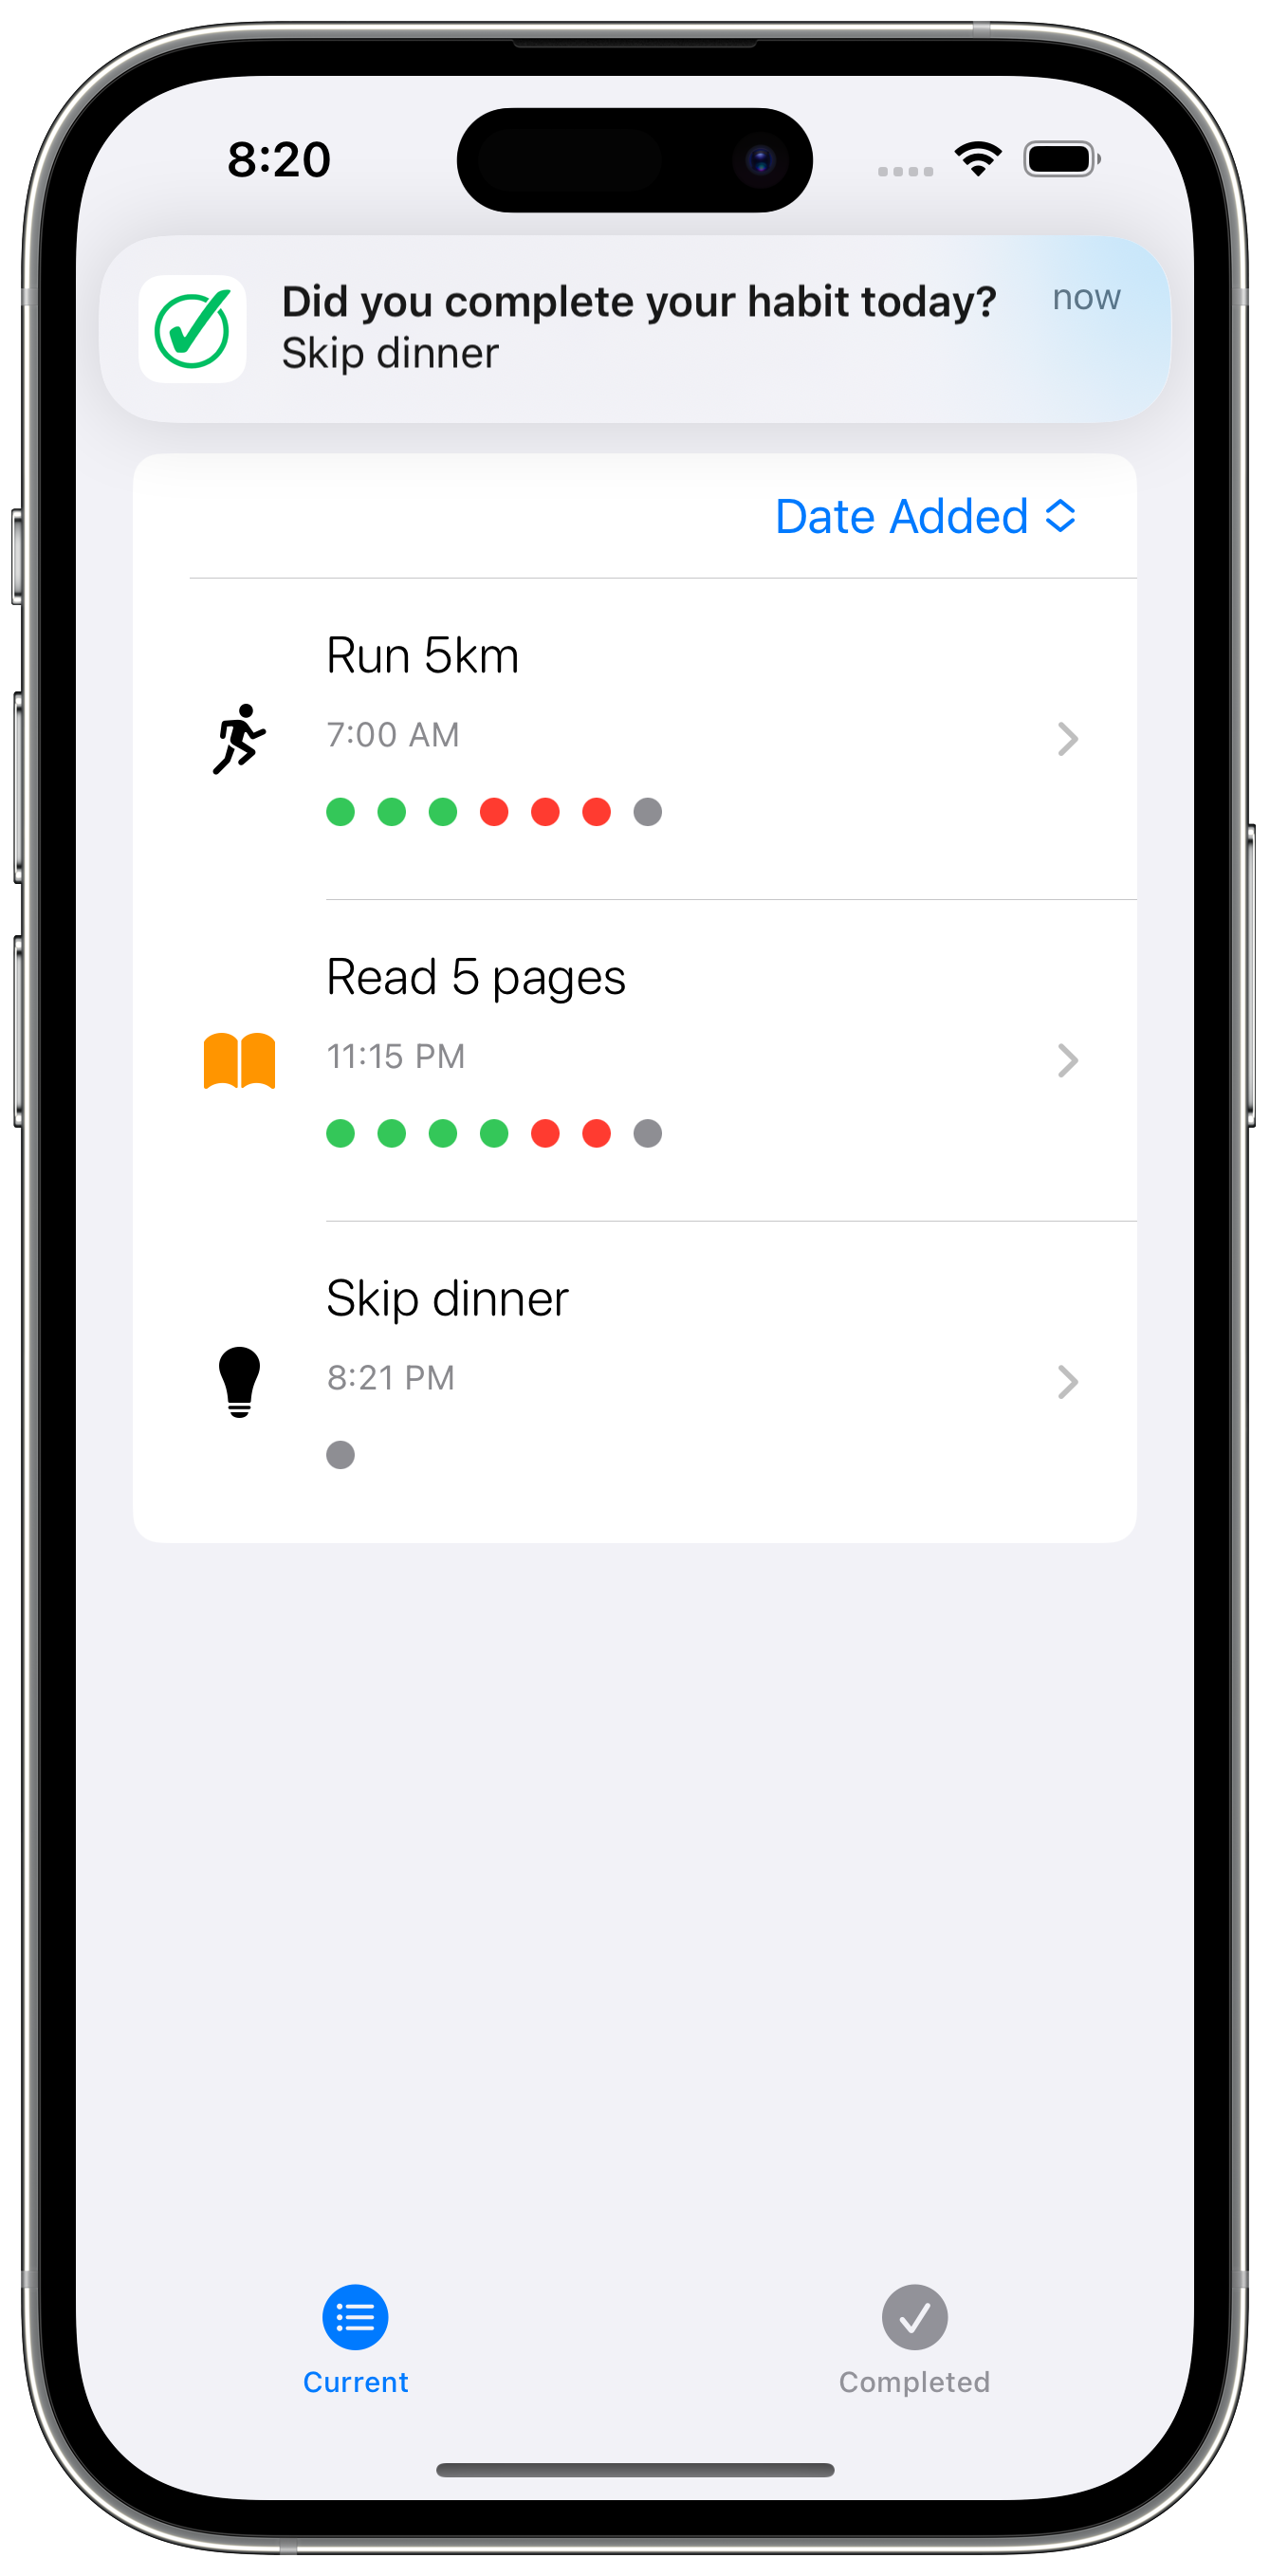 8:20
Did you complete your habit today?
now
Skip dinner
Date Added
Run 5km
7:00 AM
Read 5 pages
11:15 PM
Skip dinner
8:21 PM
Current
Completed